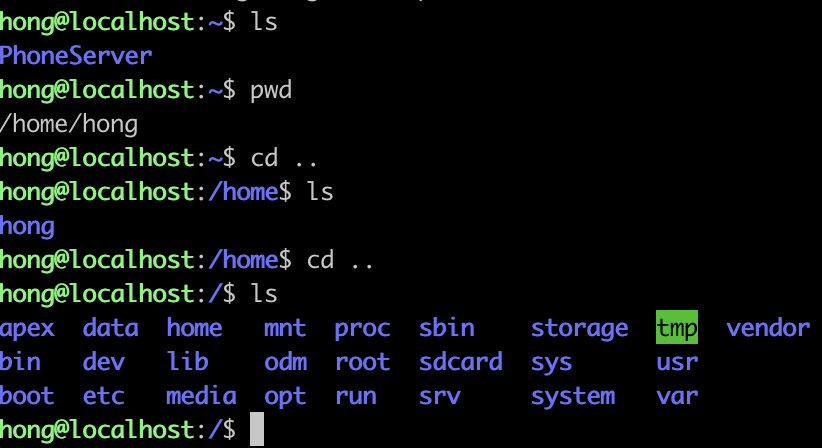 hong@localhost:~$ ls
PhoneServer
hong@localhost:~$ pwd
/home/hong
hong@localhost:~$ cd ..
hong@localhost:/home$ ls
hong
hong@localhost:/home$ cd ..
hong@localhost:/$ ls
apex  data  home   mnt  proc  sbin    storage  tmp  vendor
bin   dev   lib    odm  root  sdcard  sys      usr
boot  etc   media  opt  run   srv     system   var
hong@localhost:/$